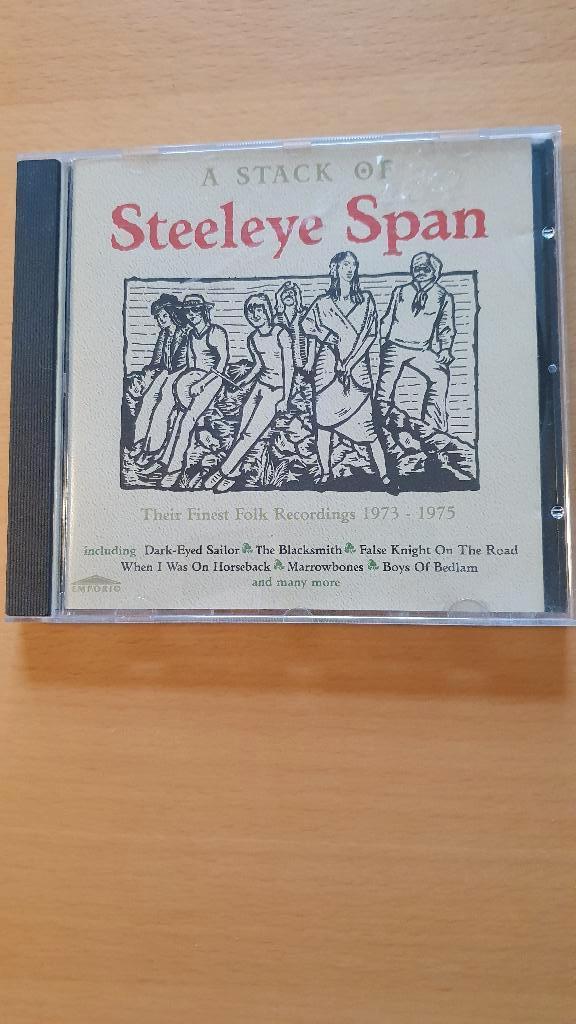 A STACK OF
Steeleye Span
Their Finest Folk Recordings 1973 - 1975
including Dark-Eyed Sailor The Blacksmith False Knight On The Road
When I Was On Horseback Marrowbones Boys Of Bedlam
and many more
EMPORIO